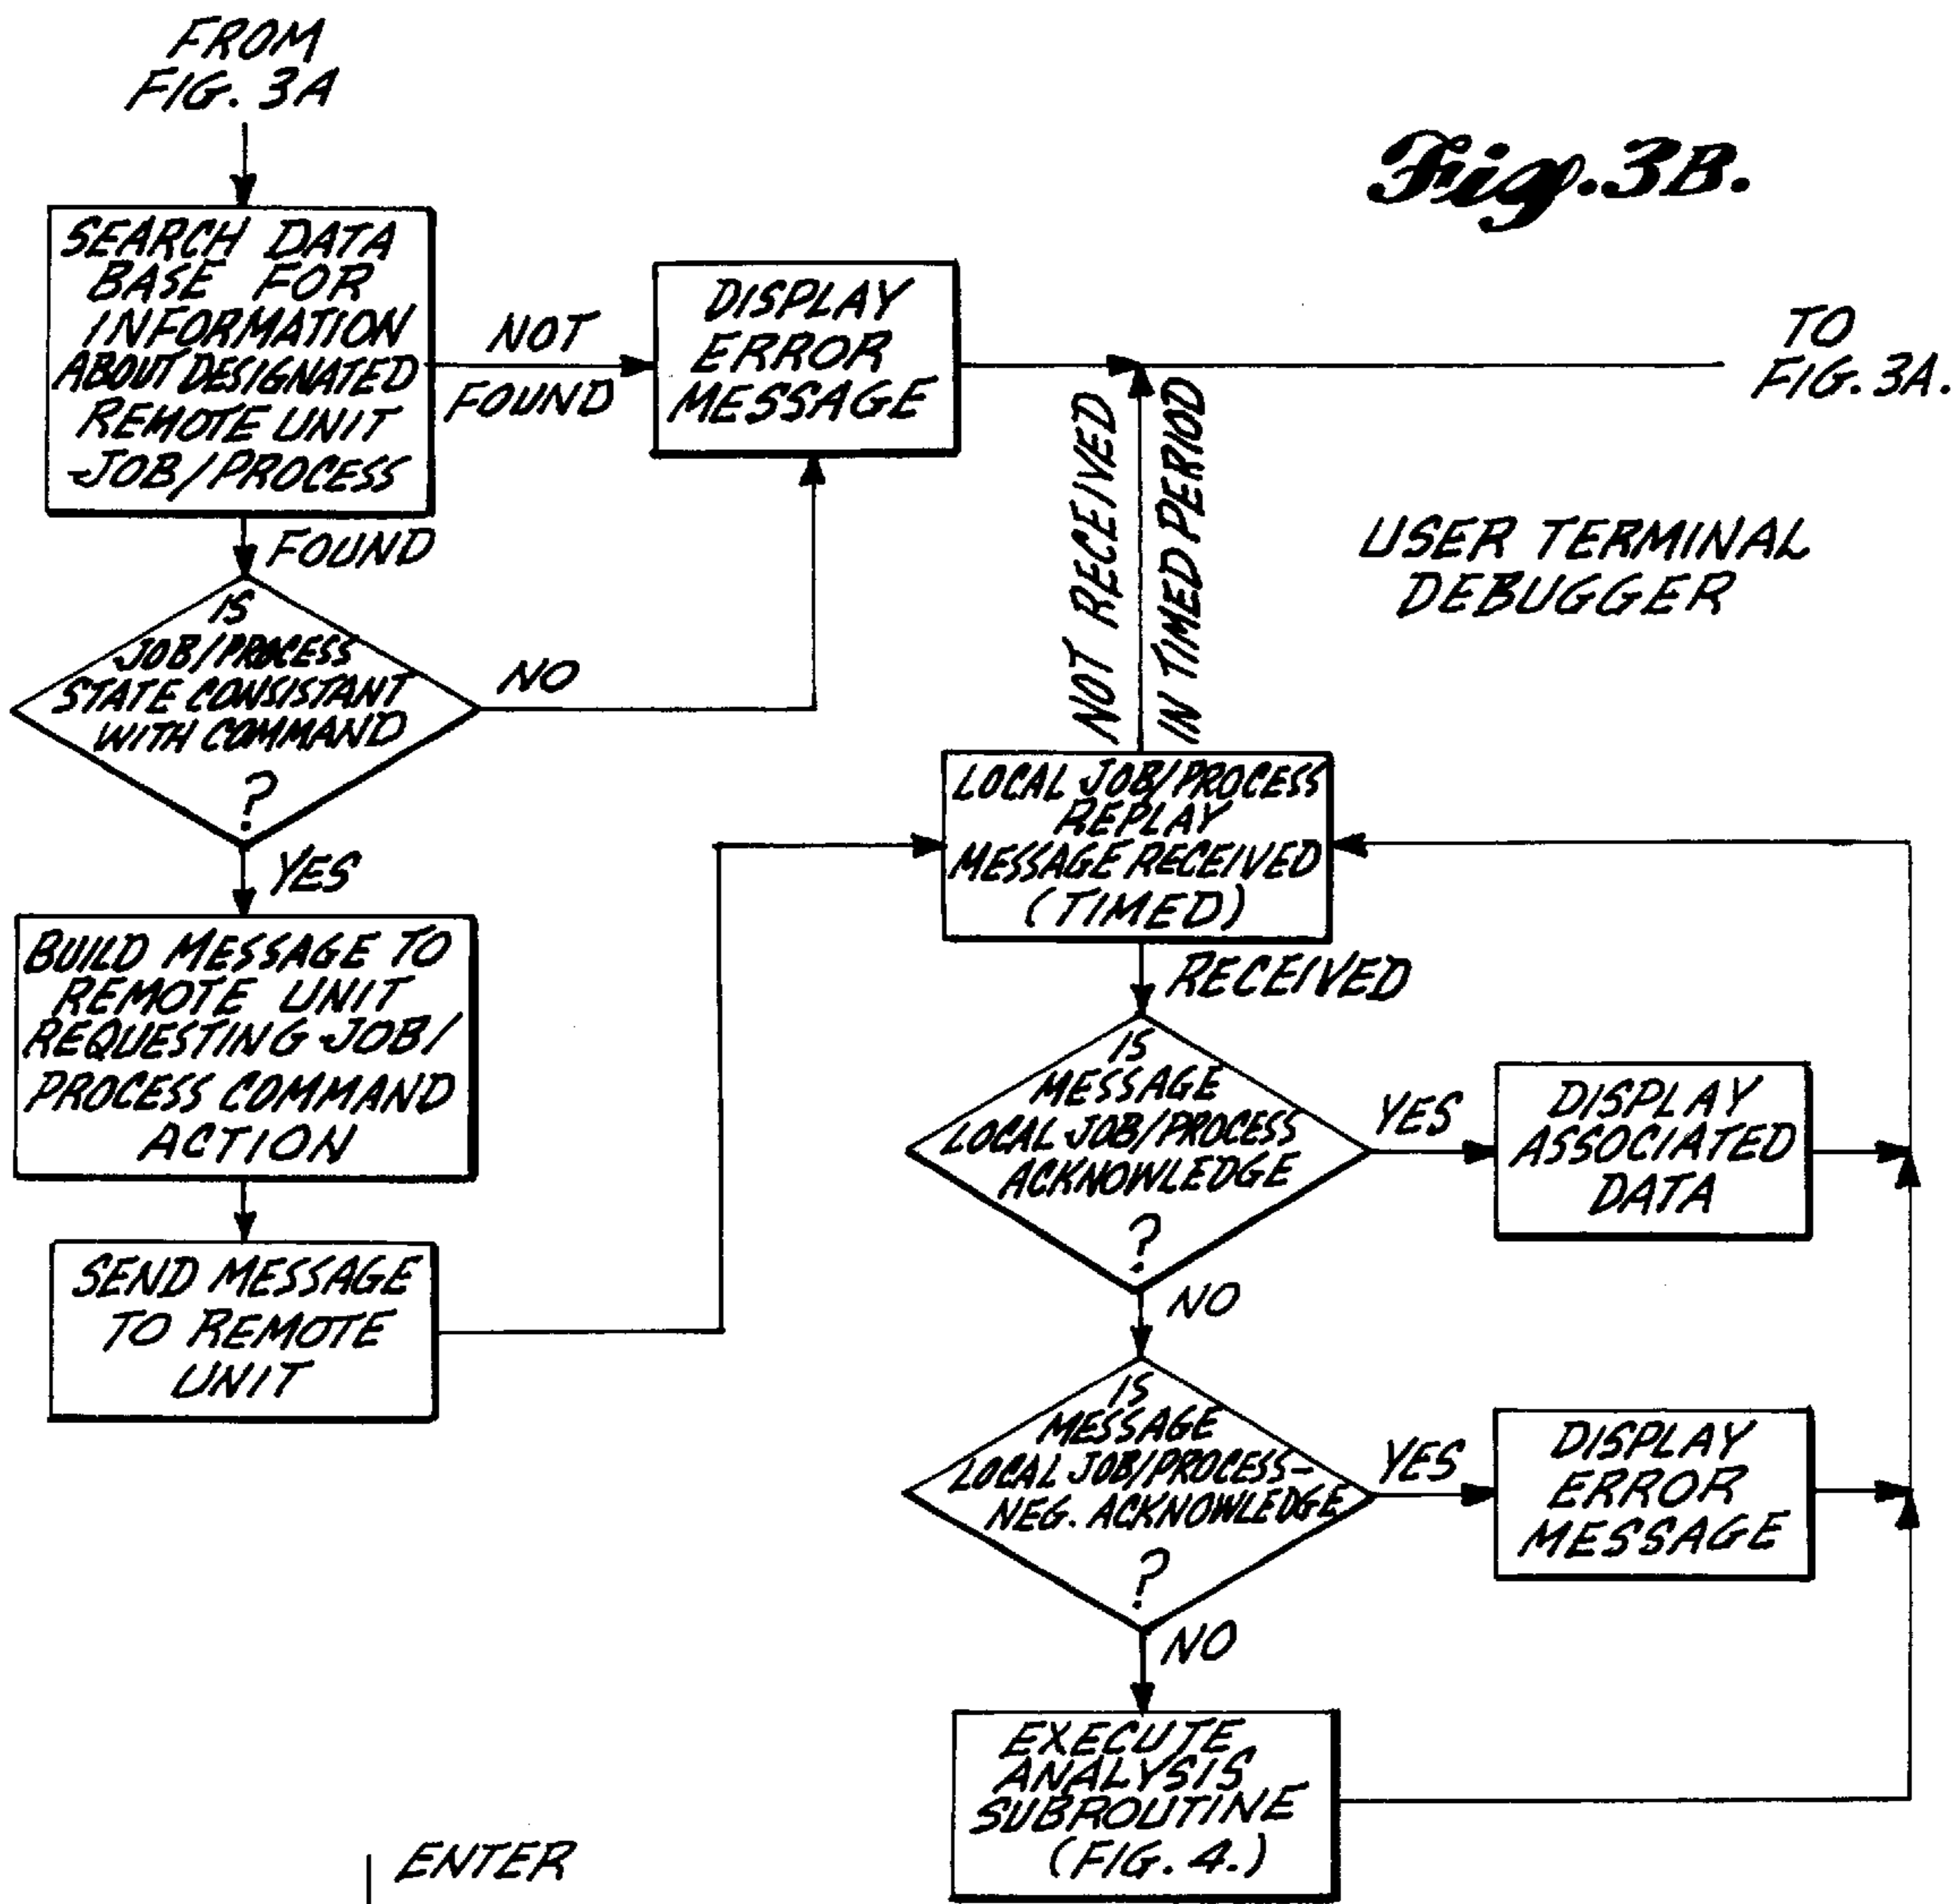 FROM
FIG. 3A
Fig. 3B.
SEARCH DATA
BASE FOR
INFORMATION
ABOUT DESIGNATED
REMOTE UNIT
JOB/PROCESS
NOT
FOUND
DISPLAY
ERROR
MESSAGE
TO
FIG. 3A.
NOT RECEIVED
IN TIMED PERIOD
USER TERMINAL
DEBUGGER
FOUND
IS
JOB/PROCESS
STATE CONSISTANT
WITH COMMAND
?
NO
YES
BUILD MESSAGE TO
REMOTE UNIT
REQUESTING JOB/
PROCESS COMMAND
ACTION
SEND MESSAGE
TO REMOTE
UNIT
LOCAL JOB/PROCESS
REPLAY
MESSAGE RECEIVED
(TIMED)
RECEIVED
IS
MESSAGE
LOCAL JOB/PROCESS
ACKNOWLEDGE
?
YES
DISPLAY
ASSOCIATED
DATA
NO
IS
MESSAGE
LOCAL JOB/PROCESS-
NEG. ACKNOWLEDGE
?
YES
DISPLAY
ERROR
MESSAGE
NO
EXECUTE
ANALYSIS
SUBROUTINE
(FIG. 4.)
ENTER